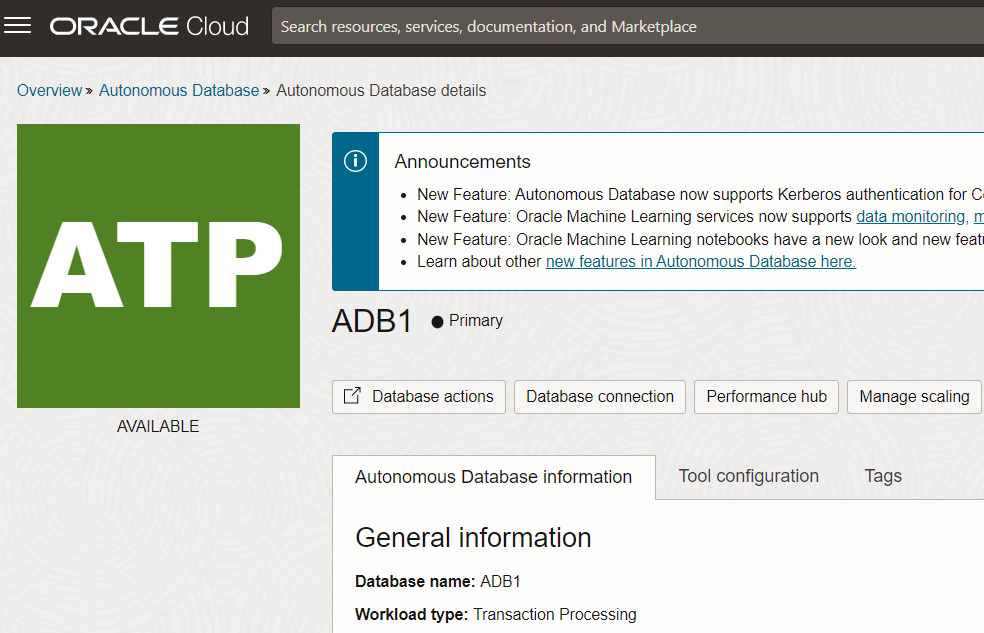 ORACLE Cloud
Search resources, services, documentation, and Marketplace
Overview » Autonomous Database » Autonomous Database details
ATP
AVAILABLE
Announcements
• New Feature: Autonomous Database now supports Kerberos authentication for
• New Feature: Oracle Machine Learning services now supports data monitoring,
• New Feature: Oracle Machine Learning notebooks have a new look and new
• Learn about other new features in Autonomous Database here.
ADB1 ● Primary
Database actions
Database connection
Performance hub
Manage scaling
Autonomous Database information
Tool configuration
Tags
General information
Database name: ADB1
Workload type: Transaction Processing